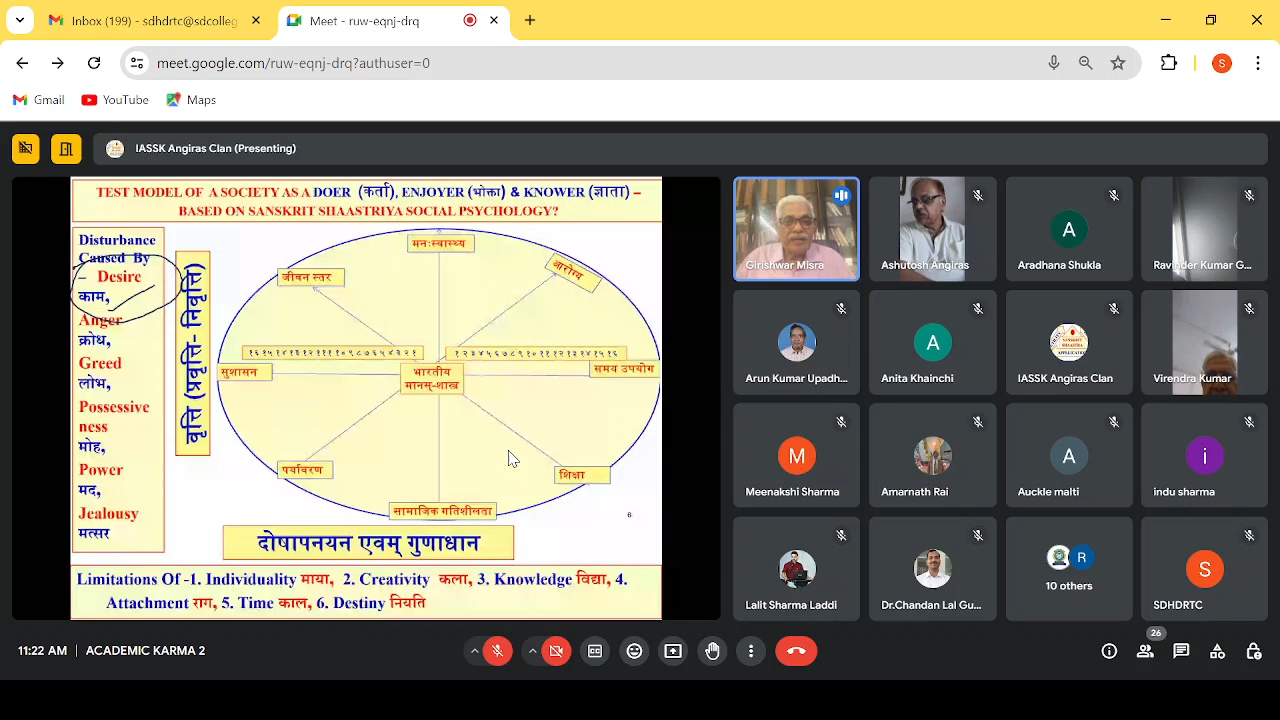 Inbox (199) - sdhdrtc@sdcolleg
Meet - ruw-eqnj-drq
meet.google.com/ruw-eqnj-drq?authuser=0
Gmail
YouTube
Maps
IASSK Angiras Clan (Presenting)
TEST MODEL OF A SOCIETY AS A DOER (कर्ता), ENJOYER (भोक्ता) & KNOWER (ज्ञाता) –
BASED ON SANSKRIT SHAASTRIYA SOCIAL PSYCHOLOGY?
Disturbance
Caused By
– Desire
काम,
Anger
क्रोध,
Greed
लोभ,
Possessive
ness
मोह,
Power
मद,
Jealousy
मत्सर
वृत्ति (प्रवृत्ति- निवृत्ति)
मनःस्वास्थ्य
जीवन स्तर
आरोग्य
१६१५१४१३१२११११०९८७६५४३२१
१२३४५६७८९१०१११२१३१४१५१६
सुशासन
भारतीय
मानस्-शास्त्र
समय उपयोग
पर्यावरण
शिक्षा
सामाजिक गतिशीलता
6
दोषापनयन एवम् गुणाधान
Limitations Of -1. Individuality माया, 2. Creativity कला, 3. Knowledge विद्या, 4.
Attachment राग, 5. Time काल, 6. Destiny नियति
Girishwar Misra
Ashutosh Angiras
A
Aradhana Shukla
Ravinder Kumar G...
Arun Kumar Upadh...
A
Anita Khainchi
IASSK Angiras Clan
Virendra Kumar
M
Meenakshi Sharma
Amarnath Rai
A
Auckle malti
i
indu sharma
Lalit Sharma Laddi
Dr.Chandan Lal Gu...
R
10 others
S
SDHDRTC
S
11:22 AM
ACADEMIC KARMA 2
26